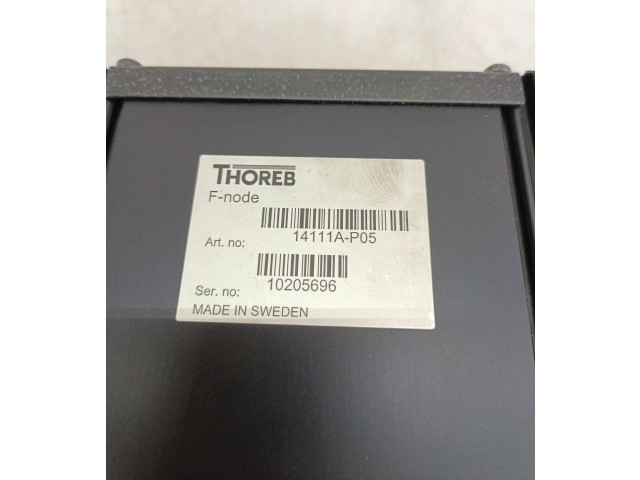 THOREB
F-node
Art. no: 14111A-P05
Ser. no: 10205696
MADE IN SWEDEN